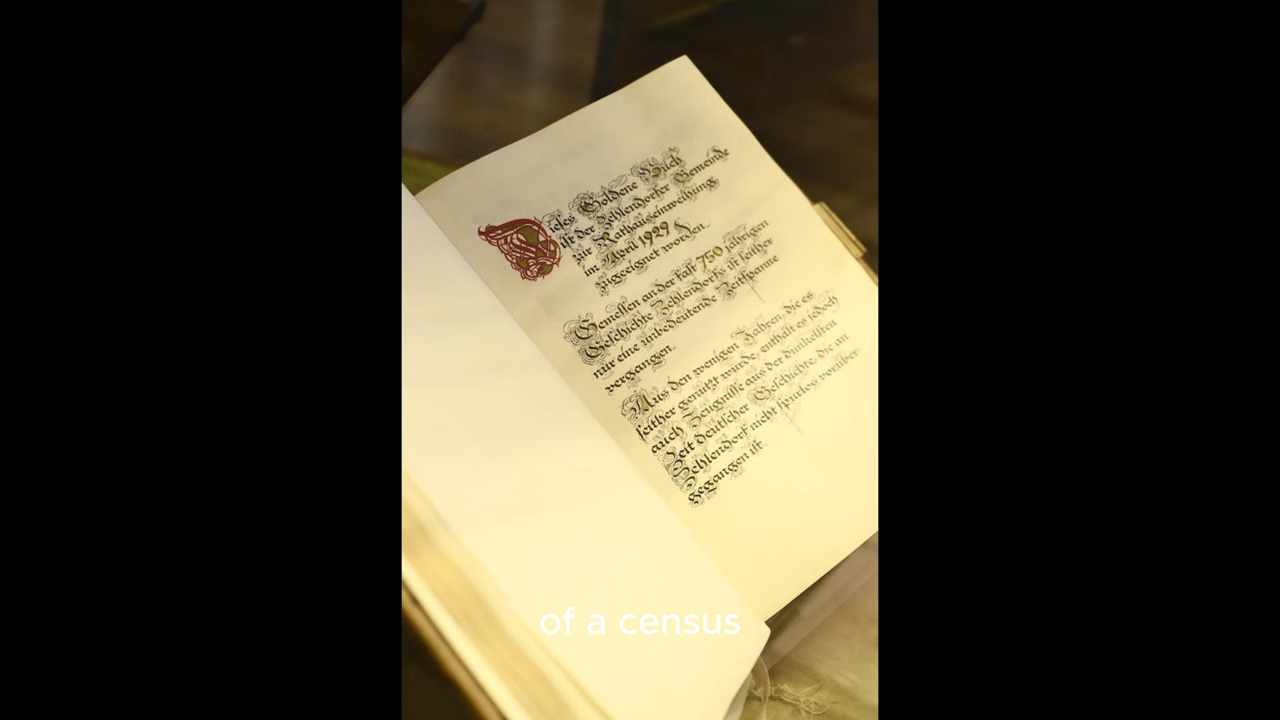 Dieses Goldene Buch
ist der Zehlendorfer Gemeinde
zur Rathauseinweihung
im April 1929
zugeeignet worden.
Gemessen an der fast 750 jährigen
Geschichte Zehlendorfs ist seither
nur eine unbedeutende Zeitspanne
vergangen.
Aus den wenigen Jahren, die es
seither genützt wurde, enthält es jedoch
auch Zeugnisse aus der dunkelsten
Zeit deutscher Geschichte, die an
Zehlendorf nicht spurlos vorüber-
gegangen ist.
of a census